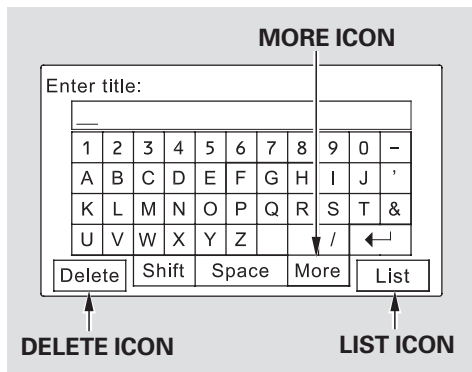 MORE ICON
Enter title:
_
1 2 3 4 5 6 7 8 9 0 -
A B C D E F G H I J '
K L M N O P Q R S T &
U V W X Y Z /
Delete Shift Space More List
DELETE ICON LIST ICON